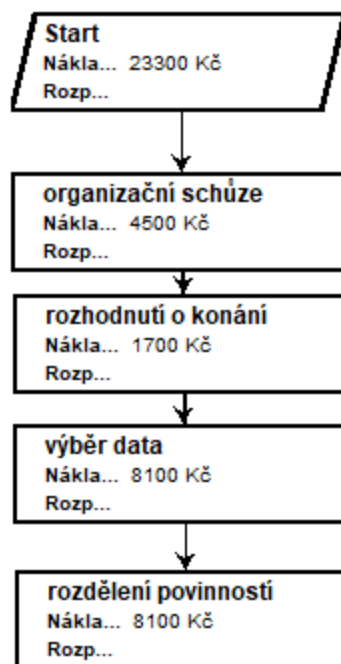 Start
Nákla... 23300 Kč
Rozp...
organizační schůze
Nákla... 4500 Kč
Rozp...
rozhodnutí o konání
Nákla... 1700 Kč
Rozp...
výběr data
Nákla... 8100 Kč
Rozp...
rozdělení povinností
Nákla... 8100 Kč
Rozp...